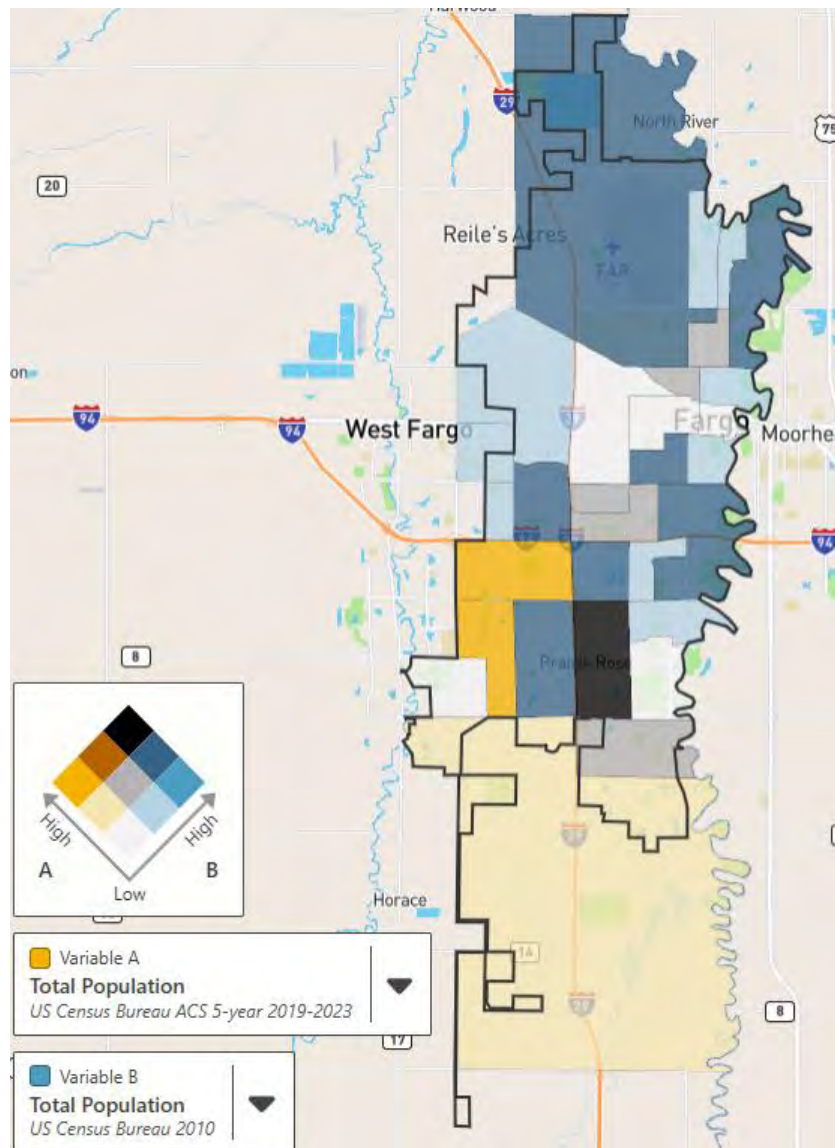 29
North River
75
20
Reile's Acres
FAR
on
94
94
West Fargo
Fargo
Moorhe
94
8
Prairie Rose
High
High
A
B
Low
Horace
14
8
17
Variable A
Total Population
US Census Bureau ACS 5-year 2019-2023
Variable B
Total Population
US Census Bureau 2010